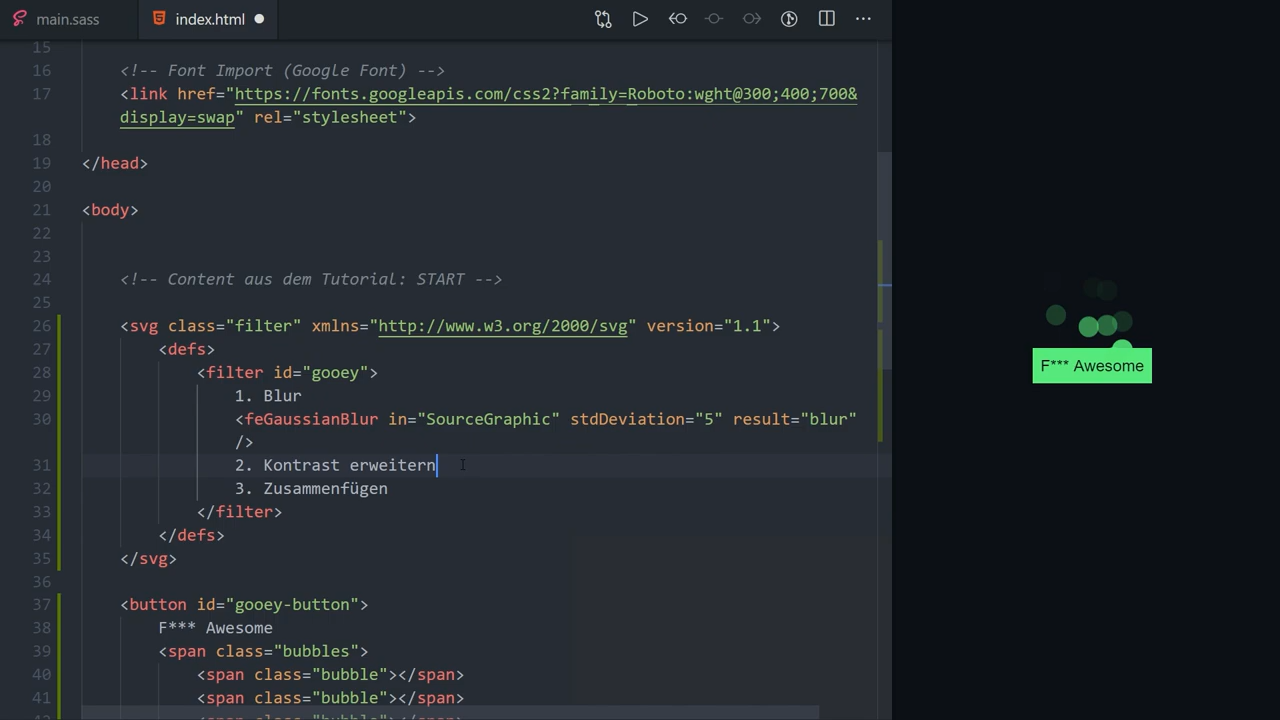 main.sass
index.html
15
16 <!-- Font Import (Google Font) -->
17 <link href="https://fonts.googleapis.com/css2?family=Roboto:wght@300;400;700&
display=swap" rel="stylesheet">
18
19 </head>
20
21 <body>
22
23
24 <!-- Content aus dem Tutorial: START -->
25
26 <svg class="filter" xmlns="http://www.w3.org/2000/svg" version="1.1">
27 <defs>
28 <filter id="gooey">
29 1. Blur
30 <feGaussianBlur in="SourceGraphic" stdDeviation="5" result="blur"
/>
31 2. Kontrast erweitern
32 3. Zusammenfügen
33 </filter>
34 </defs>
35 </svg>
36
37 <button id="gooey-button">
38 F*** Awesome
39 <span class="bubbles">
40 <span class="bubble"></span>
41 <span class="bubble"></span>
F*** Awesome